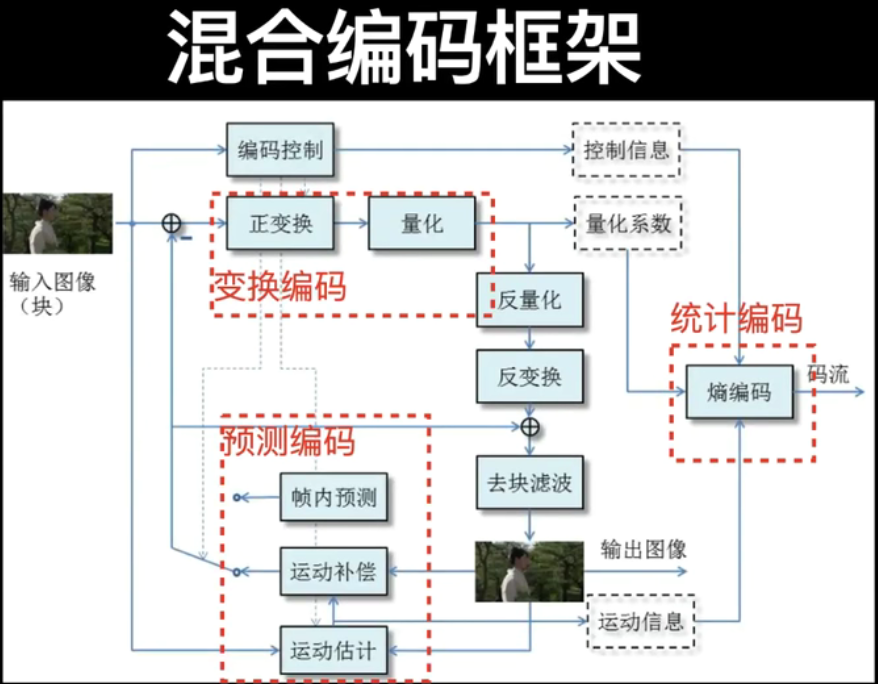 混合编码框架
编码控制
控制信息
正变换
量化
量化系数
输入图像
（块）
变换编码
反量化
统计编码
反变换
熵编码
码流
预测编码
去块滤波
帧内预测
输出图像
运动补偿
运动信息
运动估计